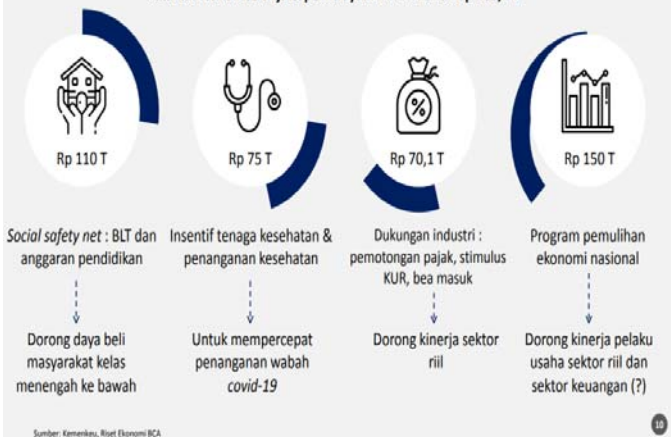 Rp 110 T
Rp 75 T
Rp 70,1 T
Rp 150 T
Social safety net : BLT dan
anggaran pendidikan
Insentif tenaga kesehatan &
penanganan kesehatan
Dukungan industri :
pemotongan pajak, stimulus
KUR, bea masuk
Program pemulihan
ekonomi nasional
Dorong daya beli
masyarakat kelas
menengah ke bawah
Untuk mempercepat
penanganan wabah
covid-19
Dorong kinerja sektor
riil
Dorong kinerja pelaku
usaha sektor riil dan
sektor keuangan (?)
Sumber: Kemenkeu, Riset Ekonomi BCA
10